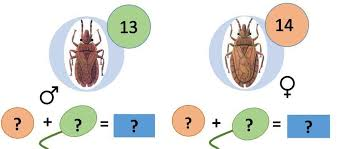 13
14
♂
♀
? + ? = ?
? + ? = ?